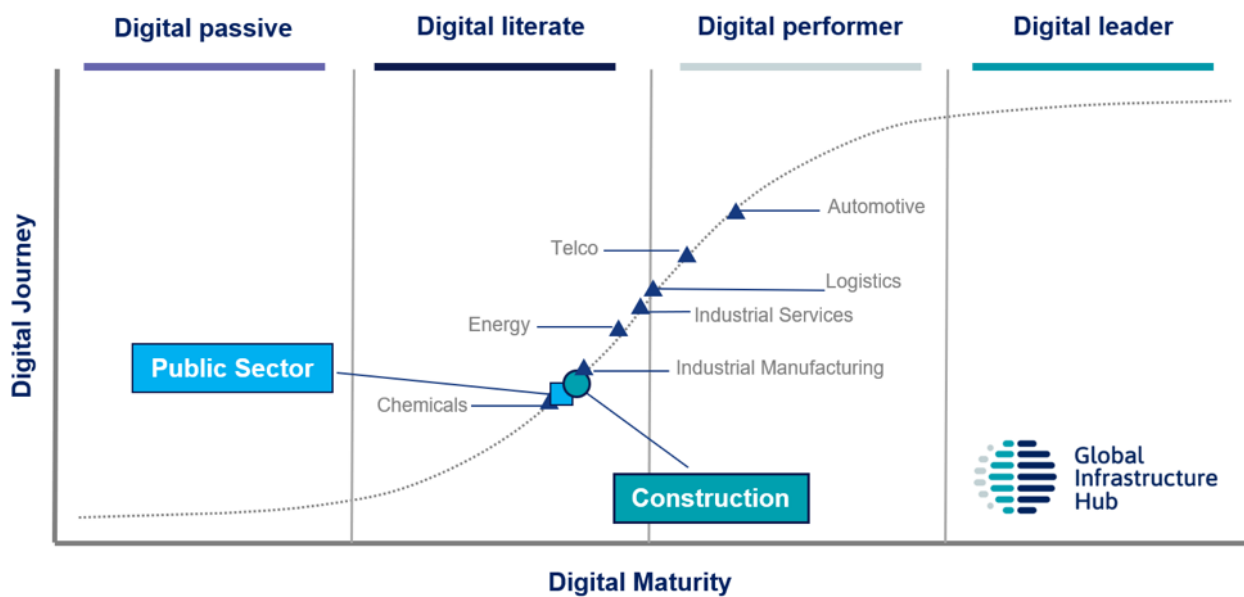 Digital passive
Digital literate
Digital performer
Digital leader
Digital Journey
Automotive
Telco
Logistics
Industrial Services
Energy
Public Sector
Industrial Manufacturing
Chemicals
Construction
Global
Infrastructure
Hub
Digital Maturity